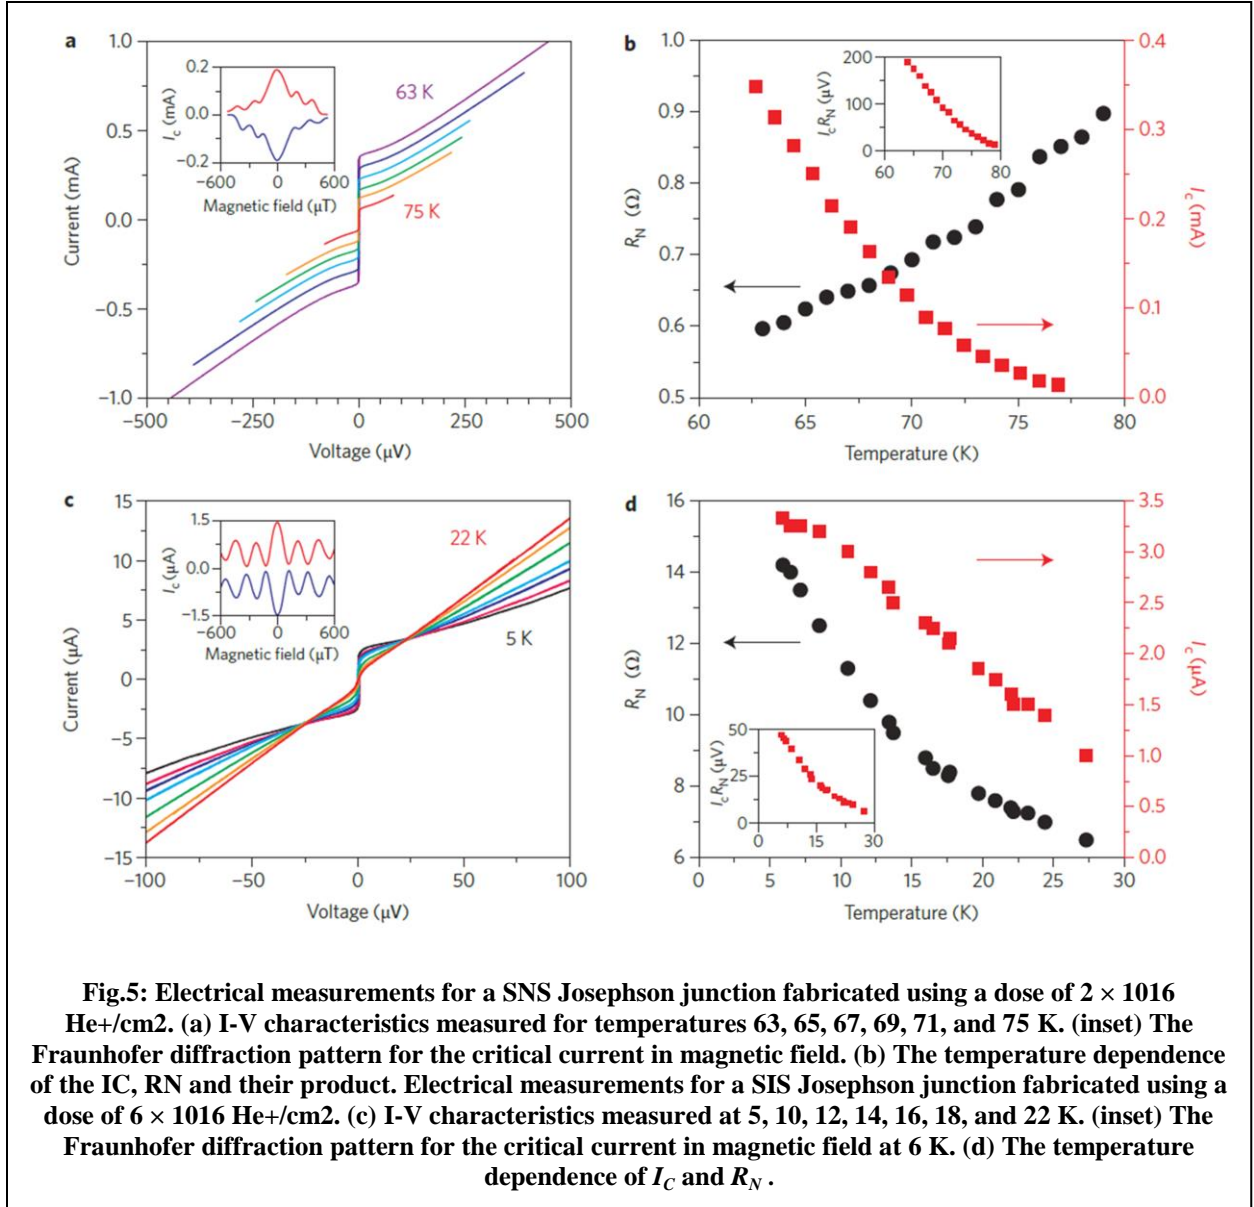 a
1.0
0.5
0.0
−0.5
−1.0
Current (mA)
−500 −250 0 250 500
Voltage (µV)
63 K
75 K
0.2
0.0
−0.2
I_c (mA)
−600 0 600
Magnetic field (µT)
b
1.0
0.9
0.8
0.7
0.6
0.5
R_N (Ω)
60 65 70 75 80
Temperature (K)
0.4
0.3
0.2
0.1
0.0
I_c (mA)
200
100
0
I_cR_N (µV)
60 70 80
c
15
10
5
0
−5
−10
−15
Current (µA)
−100 −50 0 50 100
Voltage (µV)
22 K
5 K
1.5
0.0
−1.5
I_c (µA)
−600 0 600
Magnetic field (µT)
d
16
14
12
10
8
6
R_N (Ω)
0 5 10 15 20 25 30
Temperature (K)
3.5
3.0
2.5
2.0
1.5
1.0
0.5
0.0
I_c (µA)
50
25
0
I_cR_N (µV)
0 15 30
Fig.5: Electrical measurements for a SNS Josephson junction fabricated using a dose of 2 × 1016
He+/cm2. (a) I-V characteristics measured for temperatures 63, 65, 67, 69, 71, and 75 K. (inset) The
Fraunhofer diffraction pattern for the critical current in magnetic field. (b) The temperature dependence
of the IC, RN and their product. Electrical measurements for a SIS Josephson junction fabricated using a
dose of 6 × 1016 He+/cm2. (c) I-V characteristics measured at 5, 10, 12, 14, 16, 18, and 22 K. (inset) The
Fraunhofer diffraction pattern for the critical current in magnetic field at 6 K. (d) The temperature
dependence of I_C and R_N .